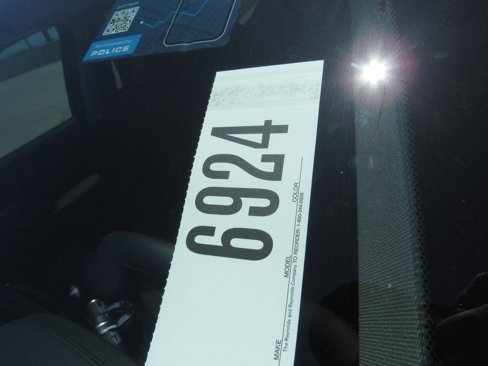 POLICE
6924
MAKE MODEL COLOR
The Reynolds and Reynolds Company TO REORDER: 1-800-344-0996